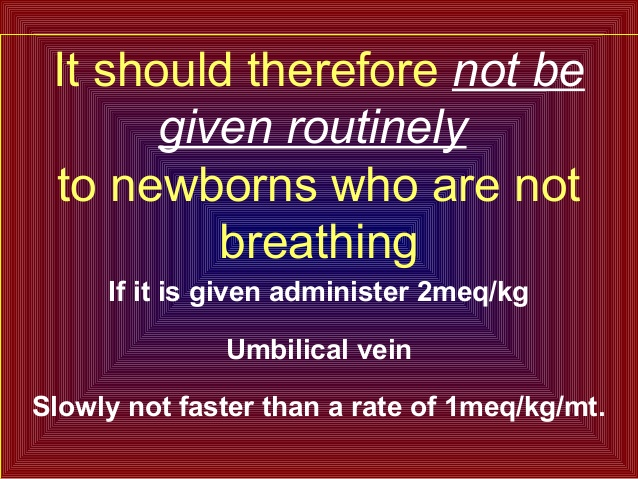 It should therefore not be
given routinely
to newborns who are not
breathing
If it is given administer 2meq/kg
Umbilical vein
Slowly not faster than a rate of 1meq/kg/mt.